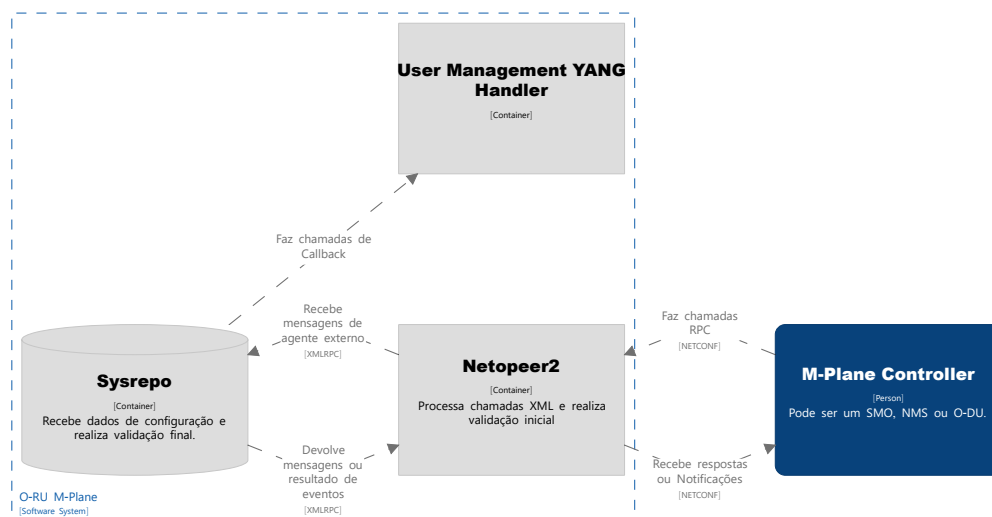 User Management YANG
Handler
[Container]
Faz chamadas de
Callback
Recebe
mensagens de
agente externo
[XMLRPC]
Faz chamadas
RPC
[NETCONF]
Sysrepo
[Container]
Recebe dados de configuração e
realiza validação final.
Netopeer2
[Container]
Processa chamadas XML e realiza
validação inicial
M-Plane Controller
[Person]
Pode ser um SMO, NMS ou O-DU.
Devolve
mensagens ou
resultado de
eventos
[XMLRPC]
Recebe respostas
ou Notificações
[NETCONF]
O-RU M-Plane
[Software System]